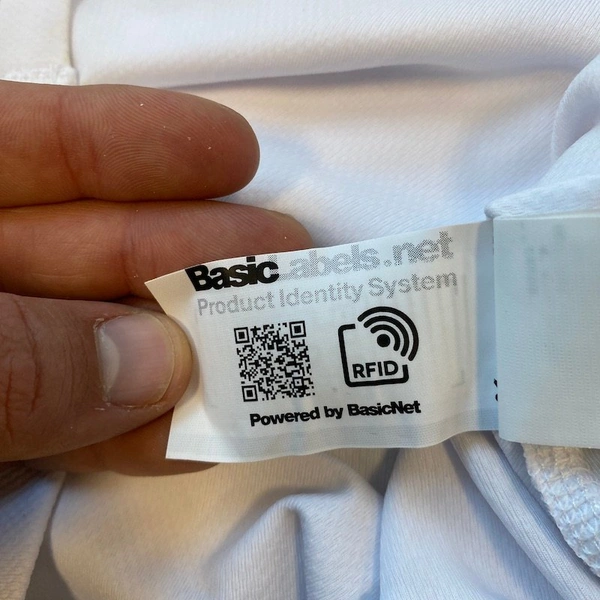 BasicLabels.net
Product Identity System
RFID
Powered by BasicNet